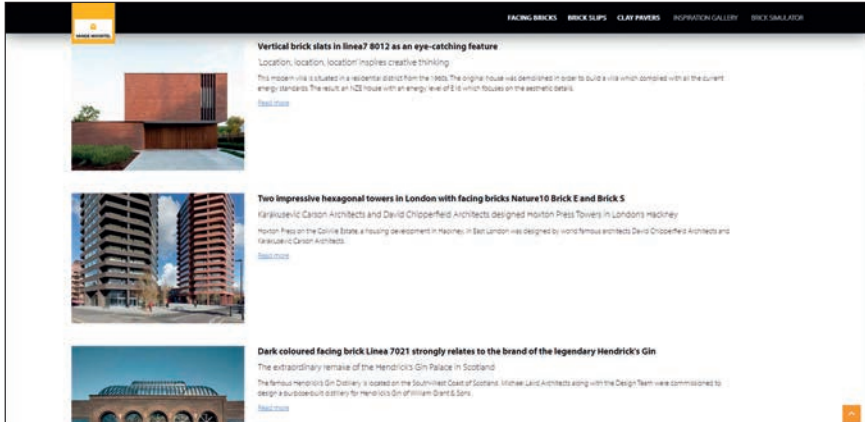 FACING BRICKS BRICK SLIPS CLAY PAVERS INSPIRATION GALLERY BRICK SIMULATOR
VANDE MOORTEL
Vertical brick slats in linea7 8012 as an eye-catching feature
'Location, location, location' inspires creative thinking
This modern villa is situated in a residential district from the 1960s. The original house was demolished in order to build a villa which complied with all the current
energy standards. The result: an NZE house with an energy level of E16 which focuses on the aesthetic details.
Read more
Two impressive hexagonal towers in London with facing bricks Nature10 Brick E and Brick S
Karakusevic Carson Architects and David Chipperfield Architects designed Hoxton Press Towers in London's Hackney
Hoxton Press on the Colville Estate, a housing development in Hackney, in East London was designed by world famous architects David Chipperfield Architects and
Karakusevic Carson Architects.
Read more
Dark coloured facing brick Linea 7021 strongly relates to the brand of the legendary Hendrick's Gin
The extraordinary remake of the Hendrick's Gin Palace in Scotland
The famous Hendrick's Gin Distillery is located on the SouthWest Coast of Scotland. Michael Laird Architects along with the Design Team were commissioned to
design a purpose-built distillery for Hendrick's Gin of William Grant & Sons.
Read more